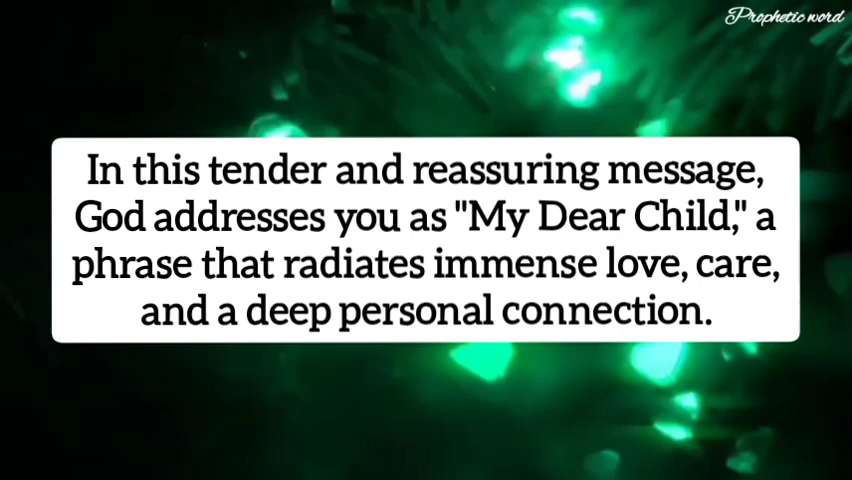 Prophetic word
In this tender and reassuring message,
God addresses you as "My Dear Child," a
phrase that radiates immense love, care,
and a deep personal connection.